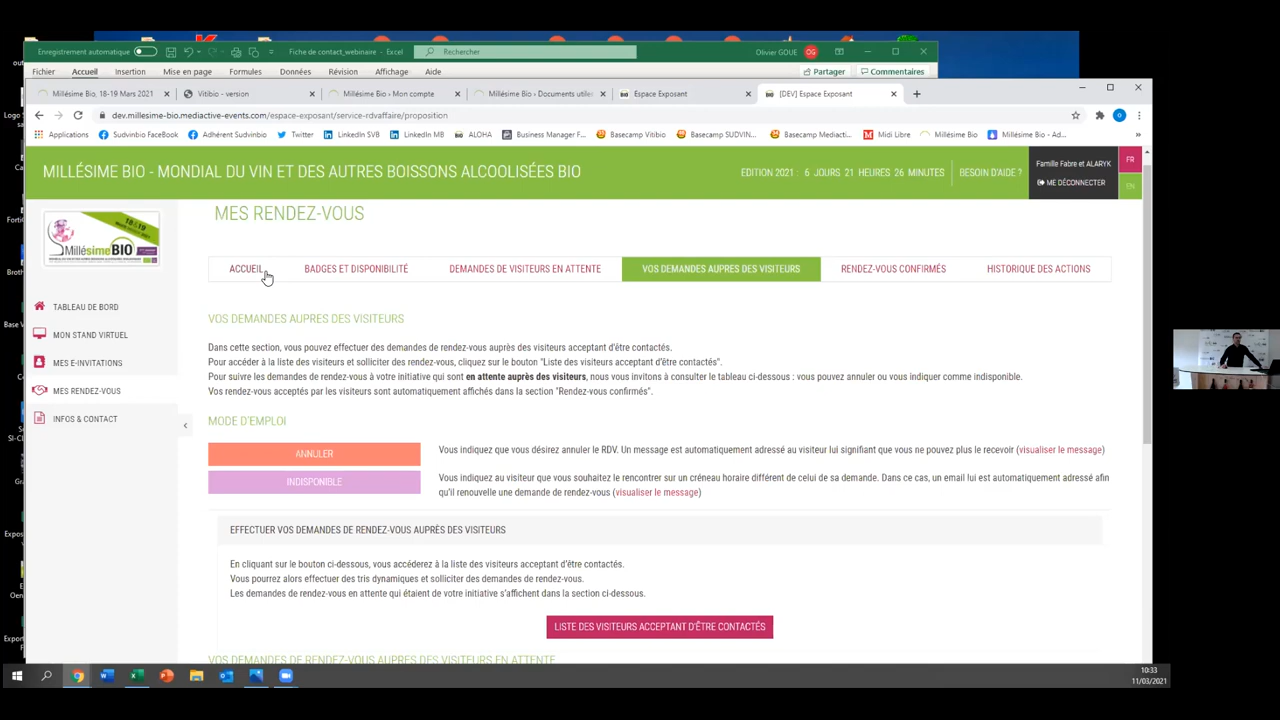 Enregistrement automatique
Fiche de contact_webinaire - Excel
Rechercher
Olivier GOUE OG
Fichier Accueil Insertion Mise en page Formules Données Révision Affichage Aide
Partager Commentaires
Millésime Bio, 18-19 Mars 2021
Vitibio - version
Millésime Bio › Mon compte
Millésime Bio › Documents utile
Espace Exposant
[DEV] Espace Exposant
dev.millesime-bio.mediactive-events.com/espace-exposant/service-rdvaffaire/proposition
Applications Sudvinbio FaceBook Adhérent Sudvinbio Twitter LinkedIn SVB LinkedIn MB ALOHA Business Manager F... Basecamp Vitibio Basecamp SUDVIN... Basecamp Mediacti... Midi Libre Millésime Bio Millésime Bio - Ad... »
MILLÉSIME BIO - MONDIAL DU VIN ET DES AUTRES BOISSONS ALCOOLISÉES BIO
EDITION 2021 : 6 JOURS 21 HEURES 26 MINUTES
BESOIN D'AIDE ?
Famille Fabre et ALARYK
ME DÉCONNECTER
FR
EN
18&19
MillésimeBIO
TABLEAU DE BORD
MON STAND VIRTUEL
MES E-INVITATIONS
MES RENDEZ-VOUS
INFOS & CONTACT
MES RENDEZ-VOUS
ACCUEIL BADGES ET DISPONIBILITÉ DEMANDES DE VISITEURS EN ATTENTE VOS DEMANDES AUPRES DES VISITEURS RENDEZ-VOUS CONFIRMÉS HISTORIQUE DES ACTIONS
VOS DEMANDES AUPRES DES VISITEURS
Dans cette section, vous pouvez effectuer des demandes de rendez-vous auprès des visiteurs acceptant d'être contactés.
Pour accéder à la liste des visiteurs et solliciter des rendez-vous, cliquez sur le bouton "Liste des visiteurs acceptant d'être contactés".
Pour suivre les demandes de rendez-vous à votre initiative qui sont en attente auprès des visiteurs, nous vous invitons à consulter le tableau ci-dessous : vous pouvez annuler ou vous indiquer comme indisponible.
Vos rendez-vous acceptés par les visiteurs sont automatiquement affichés dans la section "Rendez-vous confirmés".
MODE D'EMPLOI
ANNULER
Vous indiquez que vous désirez annuler le RDV. Un message est automatiquement adressé au visiteur lui signifiant que vous ne pouvez plus le recevoir (visualiser le message)
INDISPONIBLE
Vous indiquez au visiteur que vous souhaitez le rencontrer sur un créneau horaire différent de celui de sa demande. Dans ce cas, un email lui est automatiquement adressé afin
qu'il renouvelle une demande de rendez-vous (visualiser le message)
EFFECTUER VOS DEMANDES DE RENDEZ-VOUS AUPRÈS DES VISITEURS
En cliquant sur le bouton ci-dessous, vous accéderez à la liste des visiteurs acceptant d'être contactés.
Vous pourrez alors effectuer des tris dynamiques et solliciter des demandes de rendez-vous.
Les demandes de rendez-vous en attente qui étaient de votre initiative s'affichent dans la section ci-dessous.
LISTE DES VISITEURS ACCEPTANT D'ÊTRE CONTACTÉS
VOS DEMANDES DE RENDEZ-VOUS AUPRES DES VISITEURS EN ATTENTE
10:33
11/03/2021